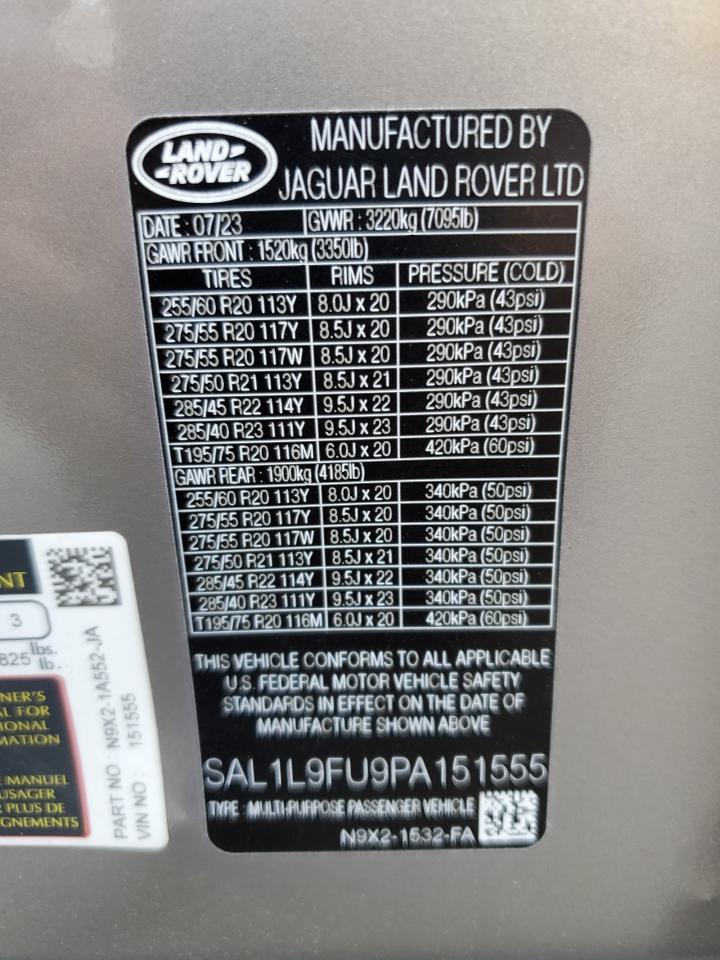 LAND-
-ROVER
MANUFACTURED BY
JAGUAR LAND ROVER LTD
DATE : 07/23 GVWR : 3220kg (7095lb)
GAWR FRONT : 1520kg (3350lb)
TIRES RIMS PRESSURE (COLD)
255/60 R20 113Y 8.0J x 20 290kPa (43psi)
275/55 R20 117Y 8.5J x 20 290kPa (43psi)
275/55 R20 117W 8.5J x 20 290kPa (43psi)
275/50 R21 113Y 8.5J x 21 290kPa (43psi)
285/45 R22 114Y 9.5J x 22 290kPa (43psi)
285/40 R23 111Y 9.5J x 23 290kPa (43psi)
T195/75 R20 116M 6.0J x 20 420kPa (60psi)
GAWR REAR : 1900kg (4185lb)
255/60 R20 113Y 8.0J x 20 340kPa (50psi)
275/55 R20 117Y 8.5J x 20 340kPa (50psi)
275/55 R20 117W 8.5J x 20 340kPa (50psi)
275/50 R21 113Y 8.5J x 21 340kPa (50psi)
285/45 R22 114Y 9.5J x 22 340kPa (50psi)
285/40 R23 111Y 9.5J x 23 340kPa (50psi)
T195/75 R20 116M 6.0J x 20 420kPa (60psi)
THIS VEHICLE CONFORMS TO ALL APPLICABLE
U.S. FEDERAL MOTOR VEHICLE SAFETY
STANDARDS IN EFFECT ON THE DATE OF
MANUFACTURE SHOWN ABOVE
SAL1L9FU9PA151555
TYPE : MULTI-PURPOSE PASSENGER VEHICLE
N9X2-1532-FA
NT
3
825 lbs.
lb.
NER'S
AL FOR
IONAL
MATION
E MANUEL
USAGER
R PLUS DE
GNEMENTS
PART NO : N9X2-1A552-JA
VIN NO : 151555